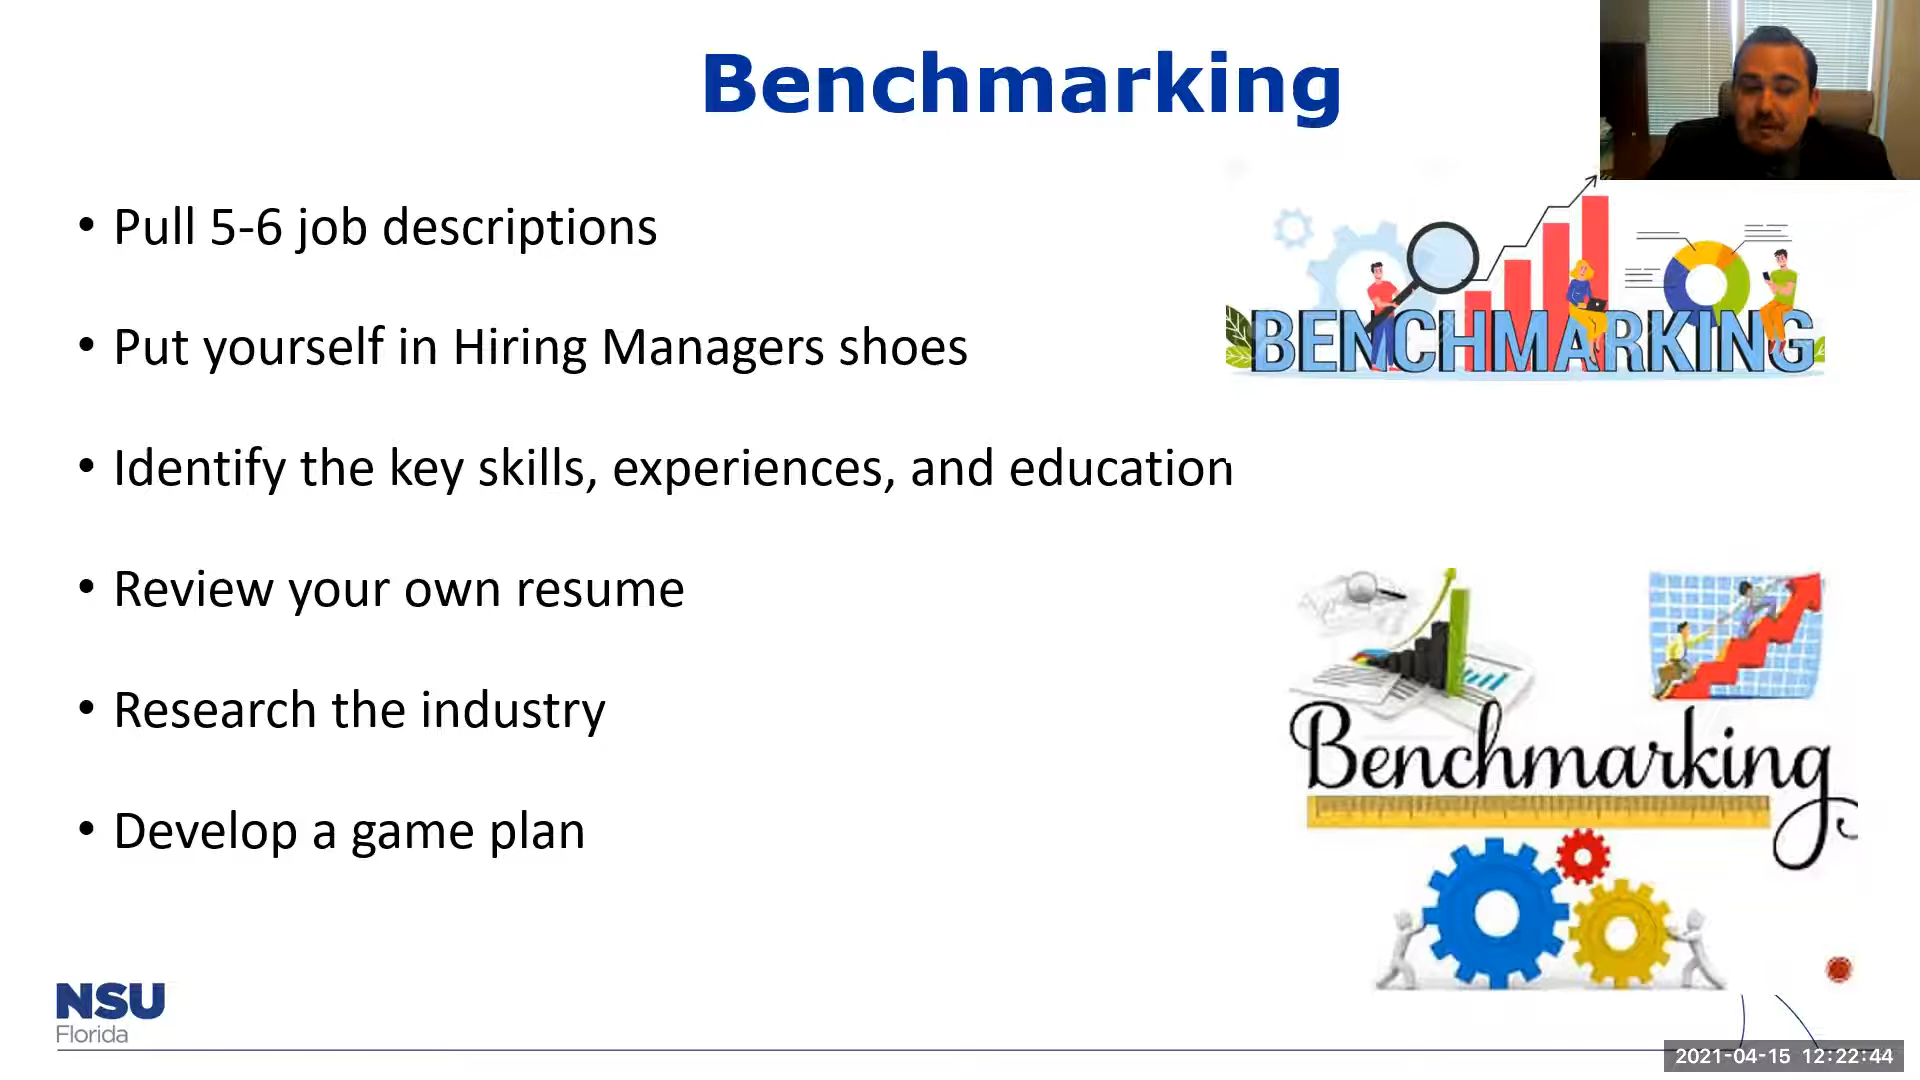 Benchmarking
• Pull 5-6 job descriptions
• Put yourself in Hiring Managers shoes
• Identify the key skills, experiences, and education
• Review your own resume
• Research the industry
• Develop a game plan
BENCHMARKING
Benchmarking
NSU
Florida
2021-04-15 12:22:44